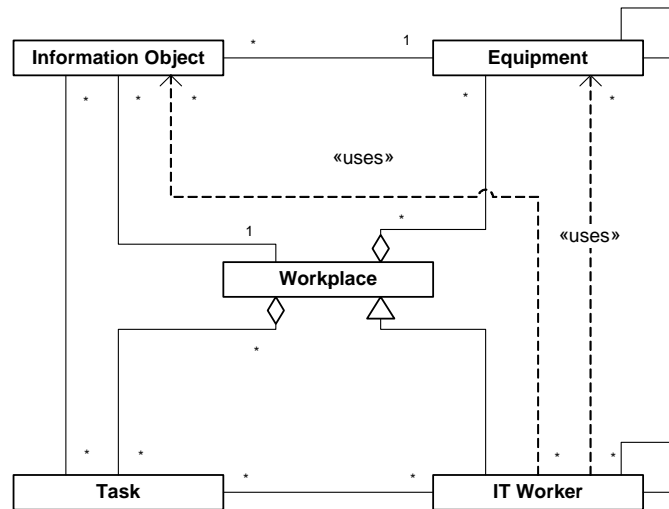 * 1
Information Object Equipment
* * * * *
«uses»
*
«uses»
1
Workplace
*
* * * *
* *
Task IT Worker